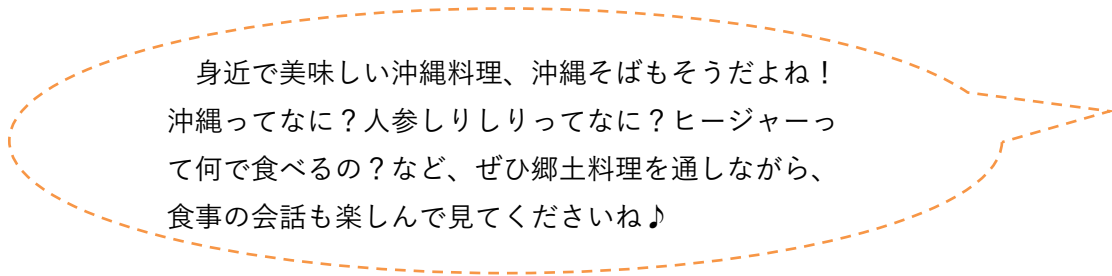 身近で美味しい沖縄料理、沖縄そばもそうだよね！
沖縄ってなに？人参しりしりってなに？ヒージャーっ
て何で食べるの？など、ぜひ郷土料理を通しながら、
食事の会話も楽しんで見てくださいね♪